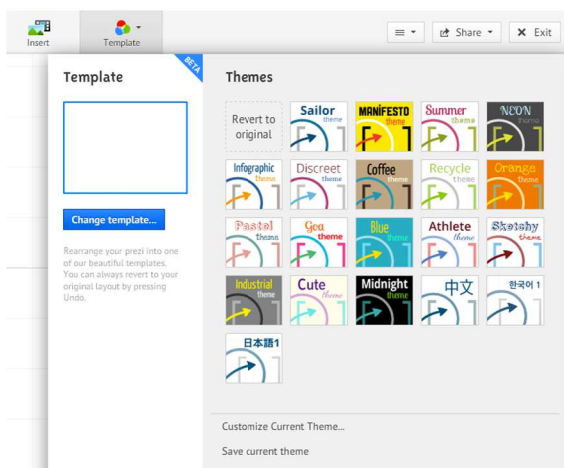 Insert
Template
Share
Exit
BETA
Template
Change template...
Rearrange your prezi into one
of our beautiful templates.
You can always revert to your
original layout by pressing
Undo.
Themes
Revert to
original
Sailor
theme
MANIFESTO
theme
Summer
theme
NEON
theme
Infographic
theme
Discreet
theme
Coffee
theme
Recycle
theme
Orange
theme
Pastel
theme
Goa
theme
Blue
theme
Athlete
theme
Sketchy
theme
Industrial
theme
Cute
theme
Midnight
theme
中文
한국어 1
日本語1
Customize Current Theme...
Save current theme